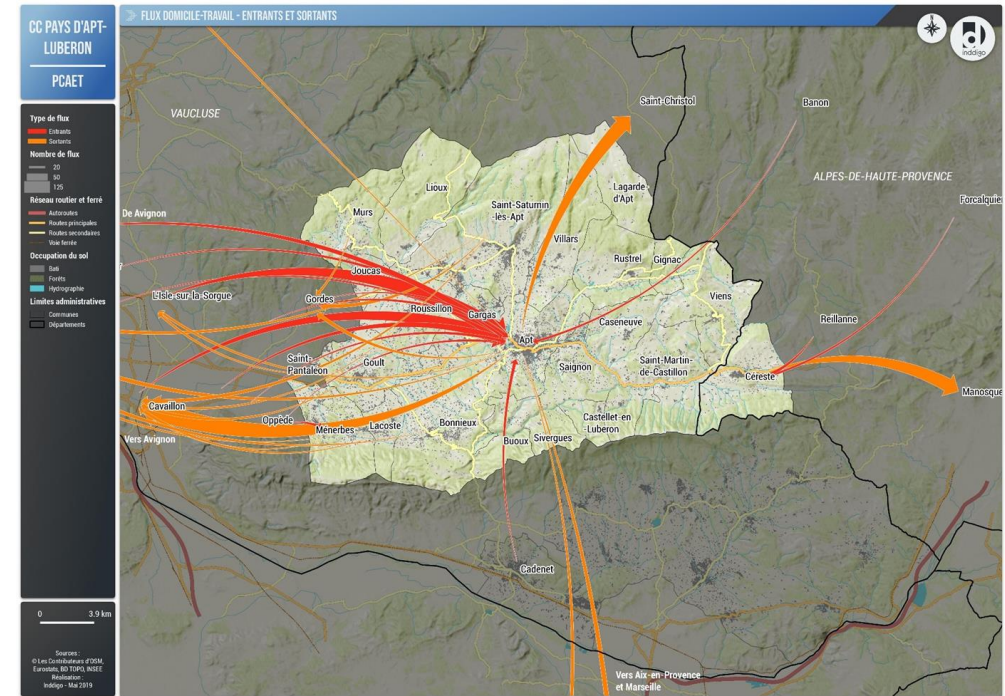 CC PAYS D'APT-
LUBERON
PCAET
FLUX DOMICILE-TRAVAIL - ENTRANTS ET SORTANTS
inddigo
Type de flux
Entrants
Sortants
Nombre de flux
20
50
125
Réseau routier et ferré
Autoroutes
Routes principales
Routes secondaires
Voie ferrée
Occupation du sol
Bati
Forêts
Hydrographie
Limites administratives
Communes
Départements
0 3.9 km
Sources :
© Les Contributeurs d'OSM,
Eurostats, BD TOPO, INSEE
Réalisation :
Inddigo - Mai 2019
Saint-Christol
Banon
VAUCLUSE
ALPES-DE-HAUTE-PROVENCE
Lioux
Lagarde
d'Apt
Forcalquier
Saint-Saturnin
-lès-Apt
De Avignon
Murs
Villars
Rustrel
Gignac
Joucas
L'Isle-sur-la-Sorgue
Gordes
Viens
Roussillon
Gargas
Caseneuve
Réillanne
Apt
Saint-
Pantaléon
Goult
Saignon
Saint-Martin-
de-Castillon
Céreste
Manosque
Cavaillon
Oppède
Ménerbes
Lacoste
Bonnieux
Castellet-en
-Luberon
Vers Avignon
Buoux
Sivergues
Cadenet
Vers Aix-en-Provence
et Marseille